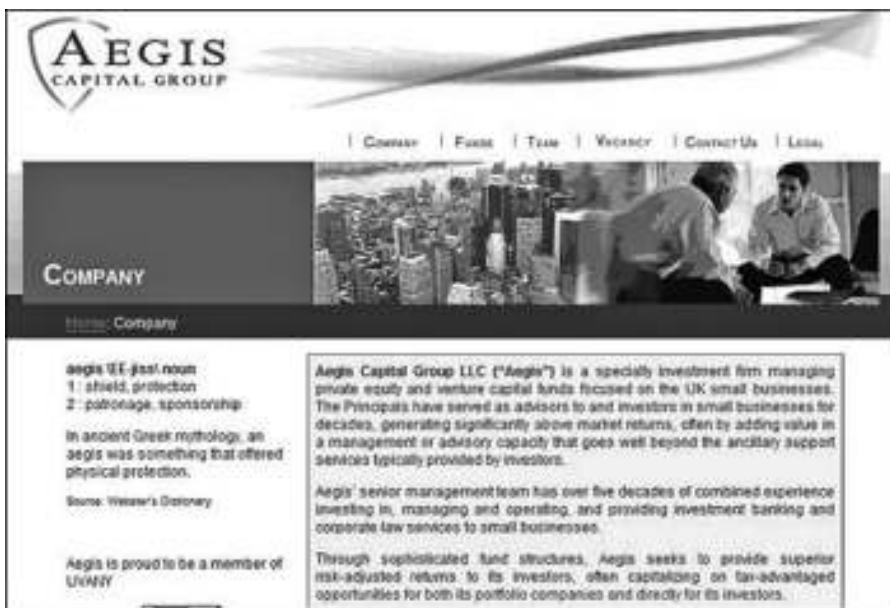 AEGIS
CAPITAL GROUP
| COMPANY | FUNDS | TEAM | VACANCY | CONTACT US | LEGAL
COMPANY
Home: Company
aegis \EE-jiss\ noun
1 : shield, protection
2 : patronage, sponsorship
In ancient Greek mythology, an
aegis was something that offered
physical protection.
Source: Webster's Dictionary
Aegis is proud to be a member of
UVANY
Aegis Capital Group LLC ("Aegis") is a specialty investment firm managing
private equity and venture capital funds focused on the UK small businesses.
The Principals have served as advisors to and investors in small businesses for
decades, generating significantly above market returns, often by adding value in
a management or advisory capacity that goes well beyond the ancillary support
services typically provided by investors.
Aegis' senior management team has over five decades of combined experience
investing in, managing and operating, and providing investment banking and
corporate law services to small businesses.
Through sophisticated fund structures, Aegis seeks to provide superior
risk-adjusted returns to its investors, often capitalizing on tax-advantaged
opportunities for both its portfolio companies and directly for its investors.